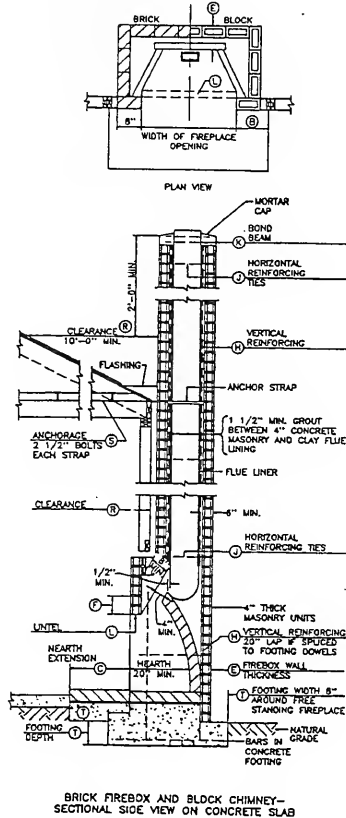 E
BRICK BLOCK
L
8" B
WIDTH OF FIREPLACE
OPENING
PLAN VIEW
MORTAR
CAP
K BOND
BEAM
2'-0" MIN.
HORIZONTAL
J REINFORCING
TIES
R
CLEARANCE
10'-0" MIN.
VERTICAL
H REINFORCING
FLASHING
ANCHOR STRAP
ANCHORAGE S
2 1/2" BOLTS
EACH STRAP
1 1/2" MIN. GROUT
BETWEEN 4" CONCRETE
MASONRY AND CLAY FLUE
LINING
FLUE LINER
CLEARANCE R
6" MIN.
HORIZONTAL
J REINFORCING TIES
8"
MIN.
1/2"
MIN.
F
4" THICK
MASONRY UNITS
LINTEL L
MIN.
H VERTICAL REINFORCING
20" LAP IF SPLICED
TO FOOTING DOWELS
NEARTH
EXTENSION C
HEARTH
20" MIN.
E FIREBOX WALL
THICKNESS
T
T FOOTING WIDTH 6"
AROUND FREE
STANDING FIREPLACE
FOOTING
DEPTH T
NATURAL
GRADE
BARS IN
CONCRETE
FOOTING
BRICK FIREBOX AND BLOCK CHIMNEY—
SECTIONAL SIDE VIEW ON CONCRETE SLAB